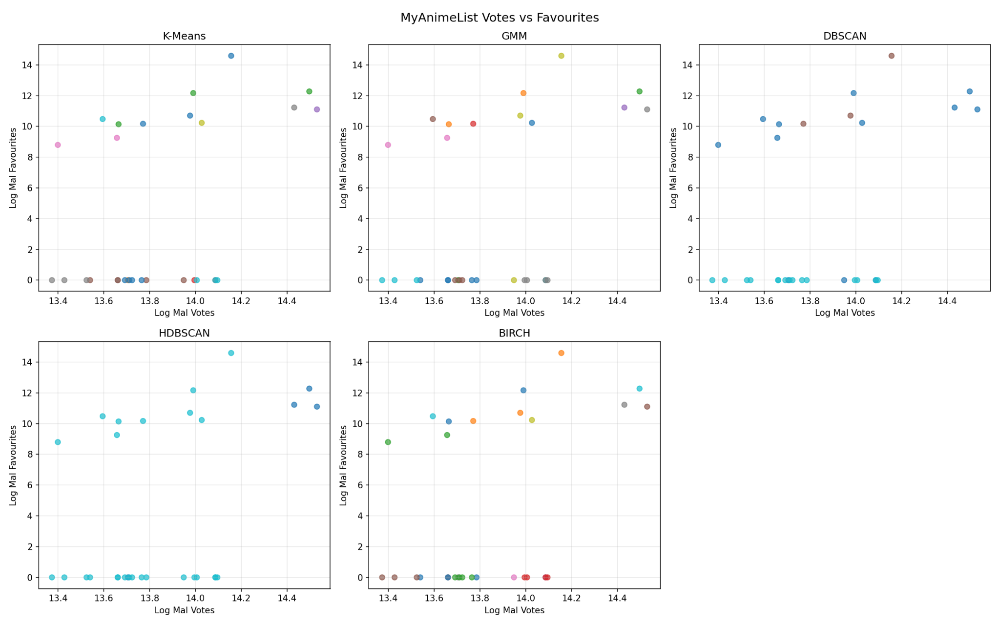 MyAnimeList Votes vs Favourites
K-Means
14
12
10
8
6
4
2
0
13.4 13.6 13.8 14.0 14.2 14.4
Log Mal Votes
Log Mal Favourites
GMM
14
12
10
8
6
4
2
0
13.4 13.6 13.8 14.0 14.2 14.4
Log Mal Votes
Log Mal Favourites
DBSCAN
14
12
10
8
6
4
2
0
13.4 13.6 13.8 14.0 14.2 14.4
Log Mal Votes
Log Mal Favourites
HDBSCAN
14
12
10
8
6
4
2
0
13.4 13.6 13.8 14.0 14.2 14.4
Log Mal Votes
Log Mal Favourites
BIRCH
14
12
10
8
6
4
2
0
13.4 13.6 13.8 14.0 14.2 14.4
Log Mal Votes
Log Mal Favourites